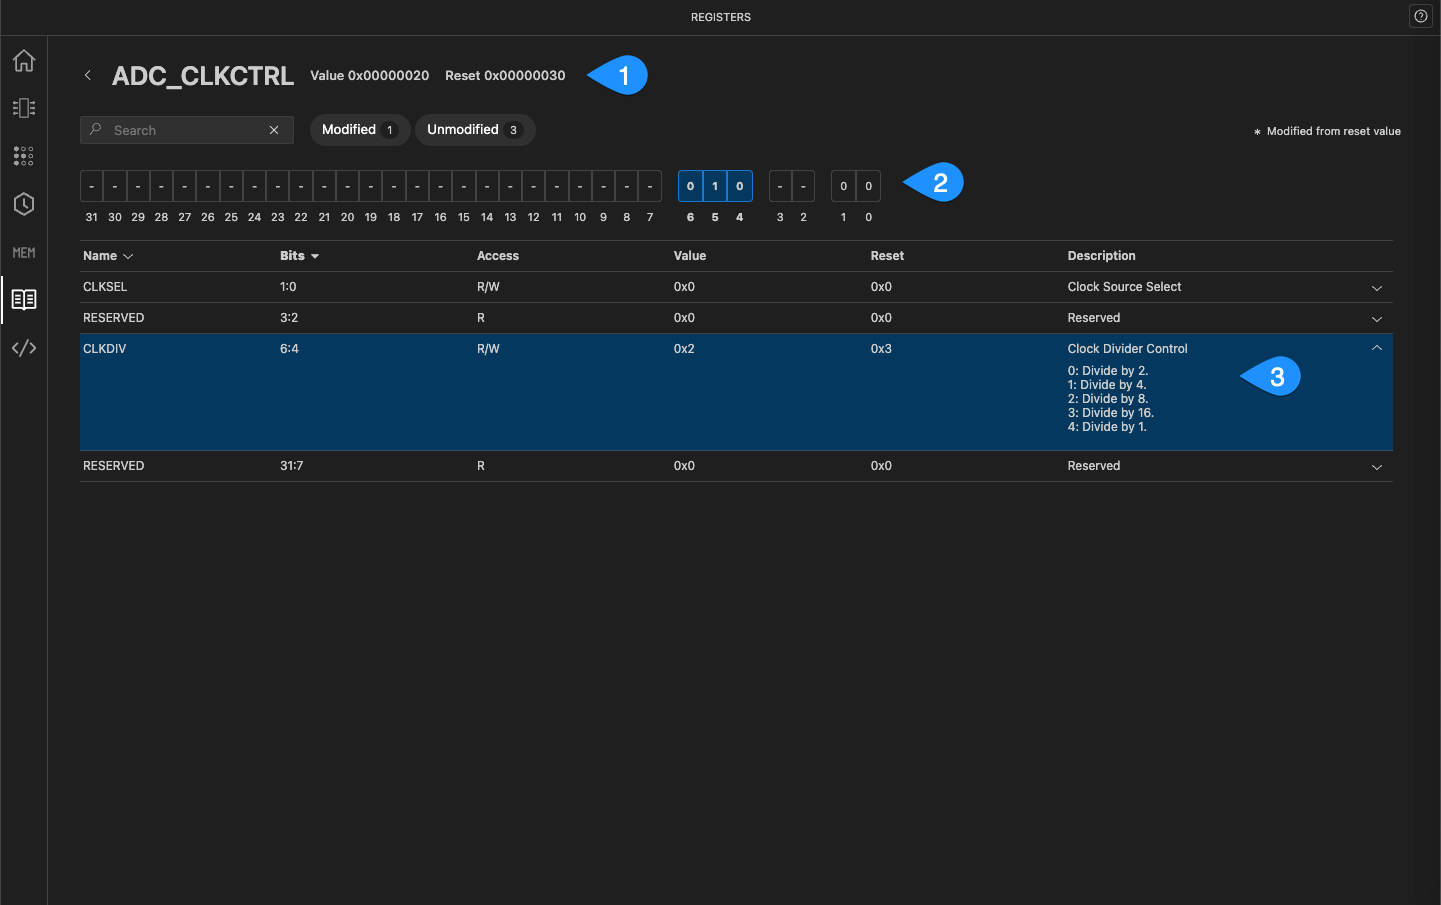 REGISTERS
ADC_CLKCTRL Value 0x00000020 Reset 0x00000030 1
Search Modified 1 Unmodified 3
* Modified from reset value
- - - - - - - - - - - - - - - - - - - - - - - - - 0 1 0 - - 0 0 2
31 30 29 28 27 26 25 24 23 22 21 20 19 18 17 16 15 14 13 12 11 10 9 8 7 6 5 4 3 2 1 0
MEM
Name Bits Access Value Reset Description
CLKSEL 1:0 R/W 0x0 0x0 Clock Source Select
RESERVED 3:2 R 0x0 0x0 Reserved
CLKDIV 6:4 R/W 0x2 0x3 Clock Divider Control
0: Divide by 2.
1: Divide by 4.
2: Divide by 8.
3: Divide by 16.
4: Divide by 1.
3
RESERVED 31:7 R 0x0 0x0 Reserved